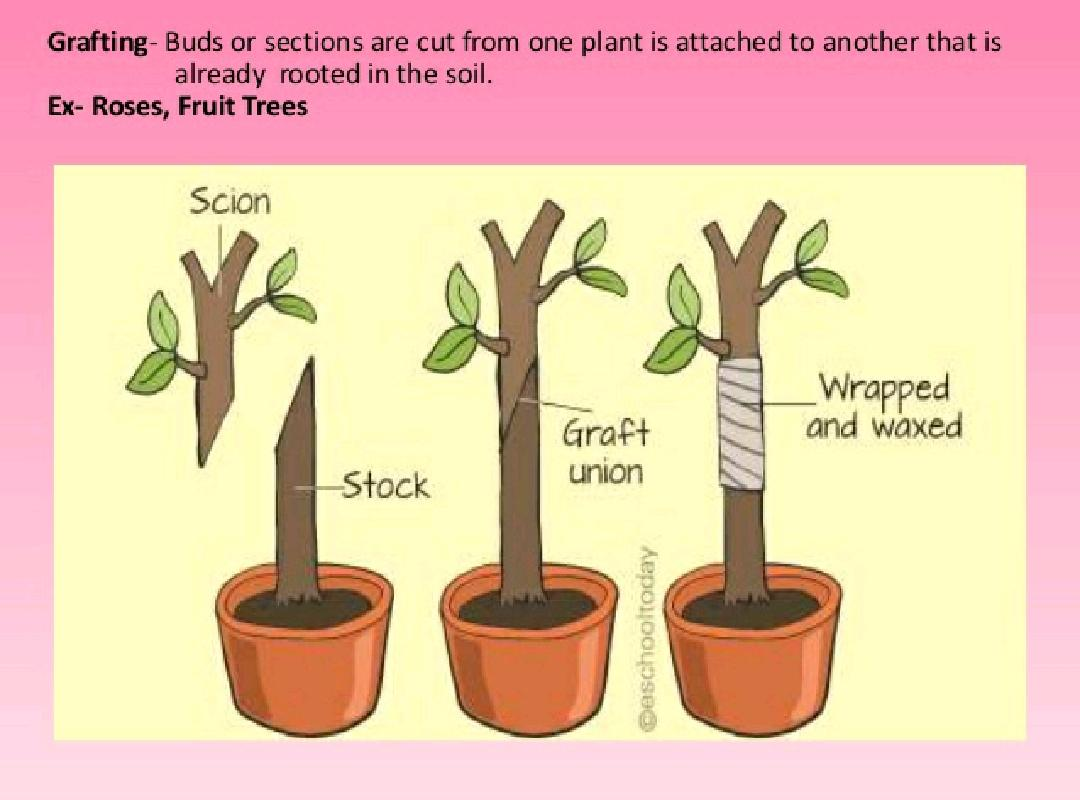 Grafting- Buds or sections are cut from one plant is attached to another that is
already rooted in the soil.
Ex- Roses, Fruit Trees
Scion
Stock
Graft
union
Wrapped
and waxed
©eschooltoday